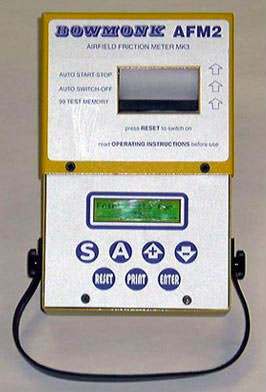 BOWMONK AFM2
AIRFIELD FRICTION METER MK3
AUTO START-STOP
AUTO SWITCH-OFF
99 TEST MEMORY
press RESET to switch on
read OPERATING INSTRUCTIONS before use
S A
RESET PRINT ENTER